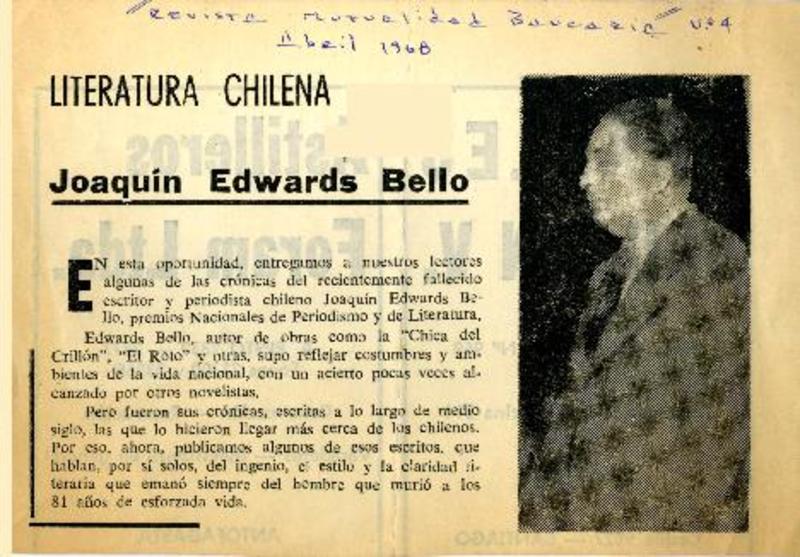 Revista Mutualidad Bancaria Nº 4
Abril 1968
LITERATURA CHILENA
Joaquín Edwards Bello
EN esta oportunidad, entregamos a nuestros lectores
algunas de las crónicas del recientemente fallecido
escritor y periodista chileno Joaquín Edwards Be-
llo, premios Nacionales de Periodismo y de Literatura.
Edwards Bello, autor de obras como la "Chica del
Crillón", "El Roto" y otras, supo reflejar costumbres y am-
bientes de la vida nacional, con un acierto pocas veces al-
canzado por otros novelistas.
Pero fueron sus crónicas, escritas a lo largo de medio
siglo, las que lo hicieron llegar más cerca de los chilenos.
Por eso, ahora, publicamos algunos de esos escritos, que
hablan, por sí solos, del ingenio, el estilo y la claridad li-
teraria que emanó siempre del hombre que murió a los
81 años de esforzada vida.
Astilleros
Foram Ltda.
ANTOFAGASTA
SANTIAGO